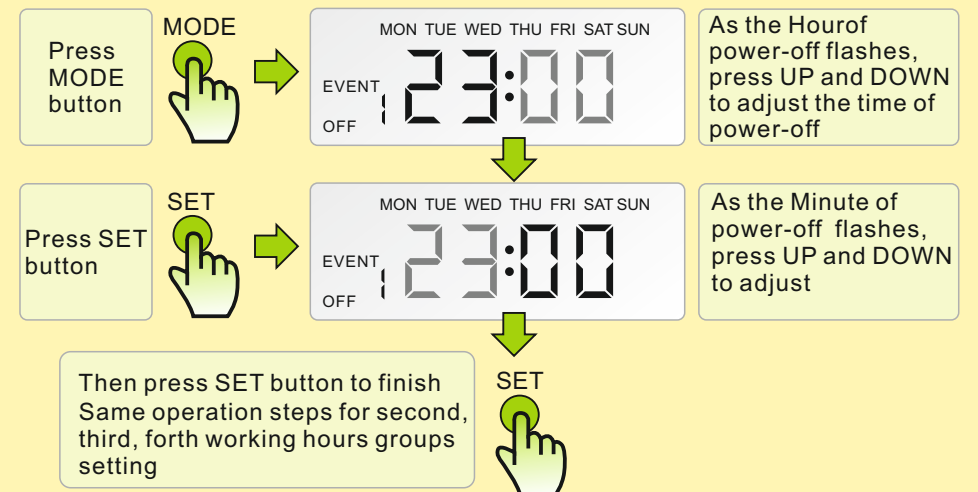 Press
MODE
button
MODE
MON TUE WED THU FRI SAT SUN
EVENT
1
23:00
OFF
As the Hourof
power-off flashes,
press UP and DOWN
to adjust the time of
power-off
Press SET
button
SET
MON TUE WED THU FRI SAT SUN
EVENT
1
23:00
OFF
As the Minute of
power-off flashes,
press UP and DOWN
to adjust
Then press SET button to finish
Same operation steps for second,
third, forth working hours groups
setting
SET